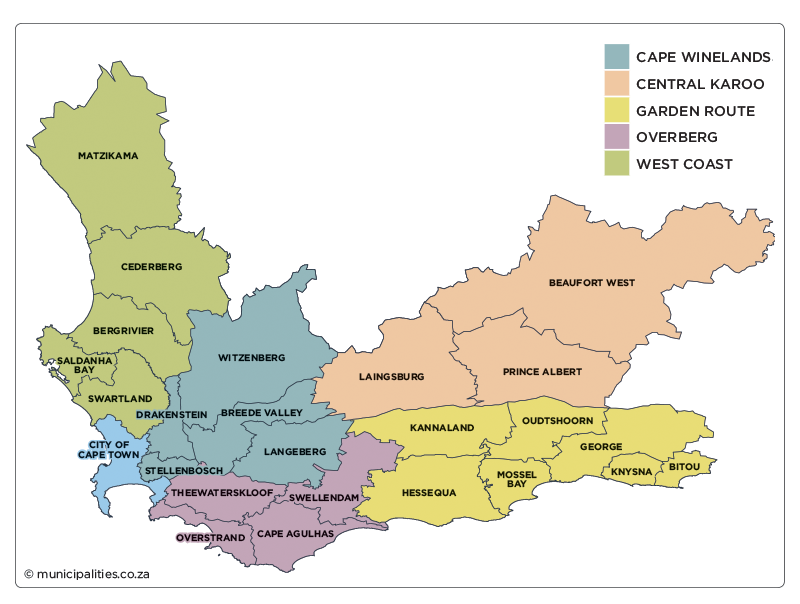 CAPE WINELANDS
CENTRAL KAROO
GARDEN ROUTE
OVERBERG
WEST COAST
MATZIKAMA
CEDERBERG
BEAUFORT WEST
BERGRIVIER
WITZENBERG
SALDANHA
BAY
LAINGSBURG
PRINCE ALBERT
SWARTLAND
DRAKENSTEIN
BREEDE VALLEY
KANNALAND
OUDTSHOORN
CITY OF
CAPE TOWN
LANGEBERG
GEORGE
STELLENBOSCH
KNYSNA
BITOU
MOSSEL
BAY
THEEWATERSKLOOF
SWELLENDAM
HESSEQUA
OVERSTRAND
CAPE AGULHAS
© municipalities.co.za